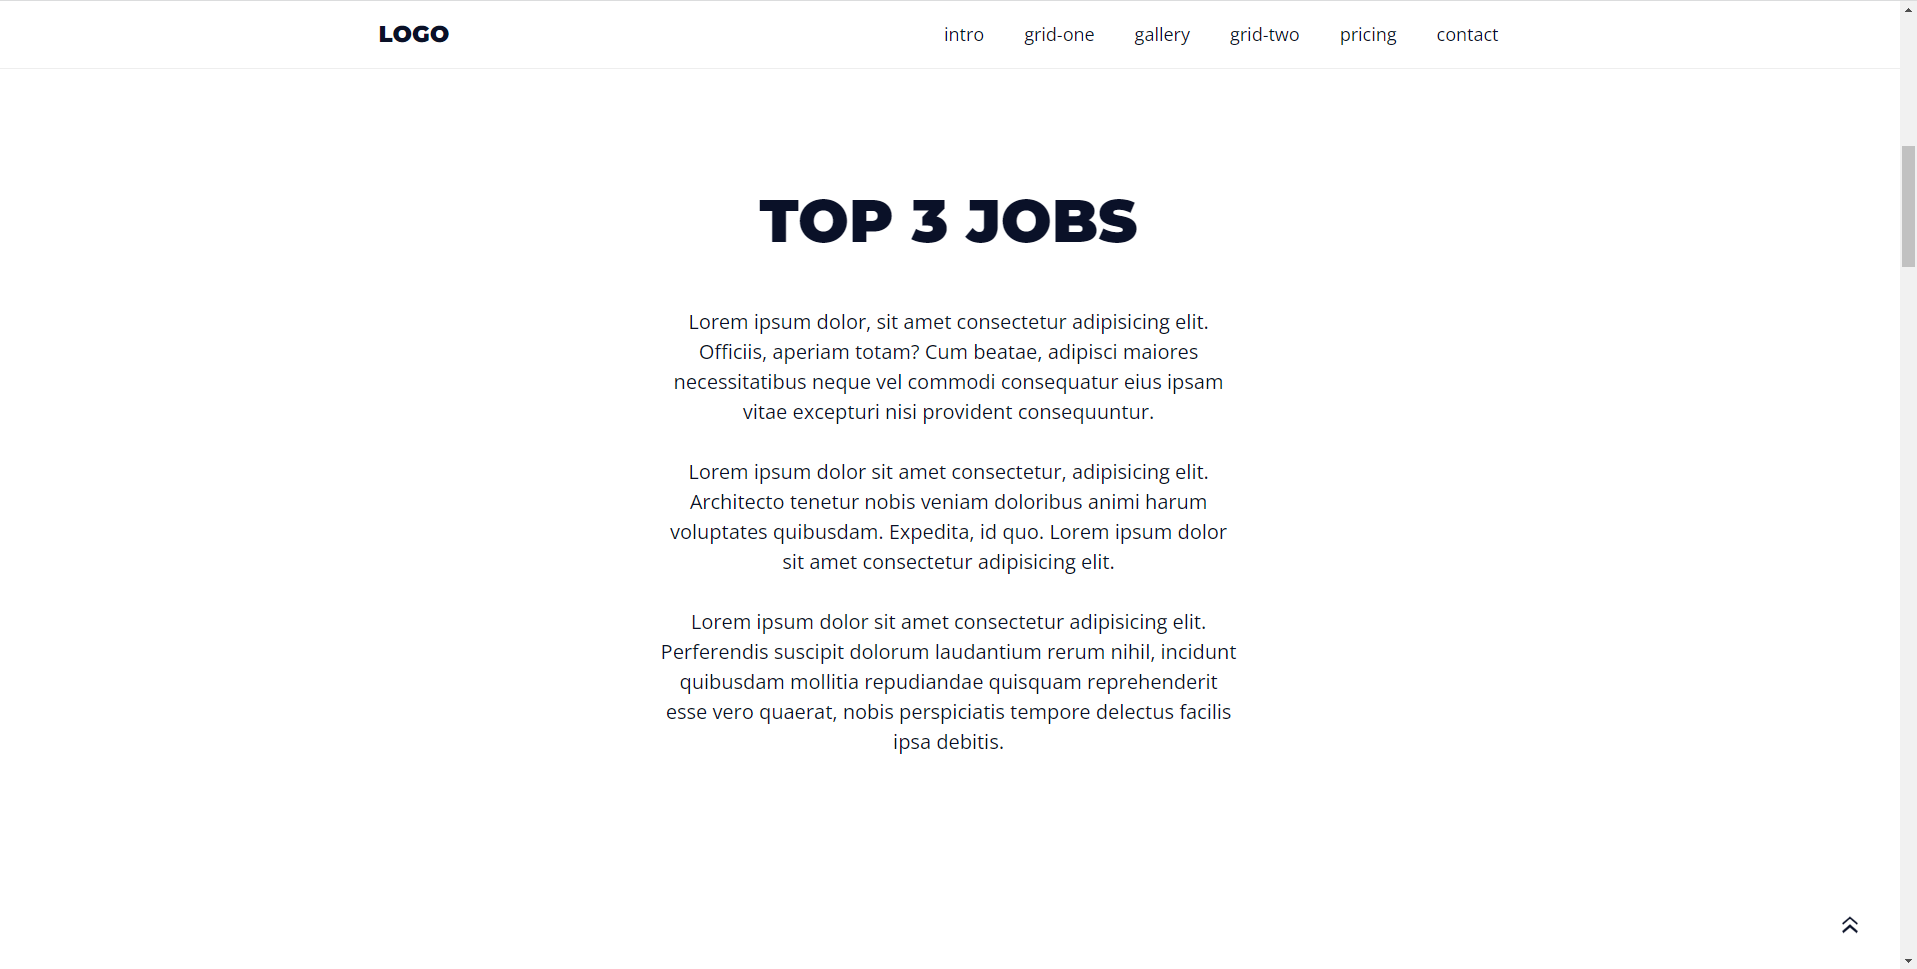 LOGO
intro grid-one gallery grid-two pricing contact
TOP 3 JOBS
Lorem ipsum dolor, sit amet consectetur adipisicing elit.
Officiis, aperiam totam? Cum beatae, adipisci maiores
necessitatibus neque vel commodi consequatur eius ipsam
vitae excepturi nisi provident consequuntur.
Lorem ipsum dolor sit amet consectetur, adipisicing elit.
Architecto tenetur nobis veniam doloribus animi harum
voluptates quibusdam. Expedita, id quo. Lorem ipsum dolor
sit amet consectetur adipisicing elit.
Lorem ipsum dolor sit amet consectetur adipisicing elit.
Perferendis suscipit dolorum laudantium rerum nihil, incidunt
quibusdam mollitia repudiandae quisquam reprehenderit
esse vero quaerat, nobis perspiciatis tempore delectus facilis
ipsa debitis.